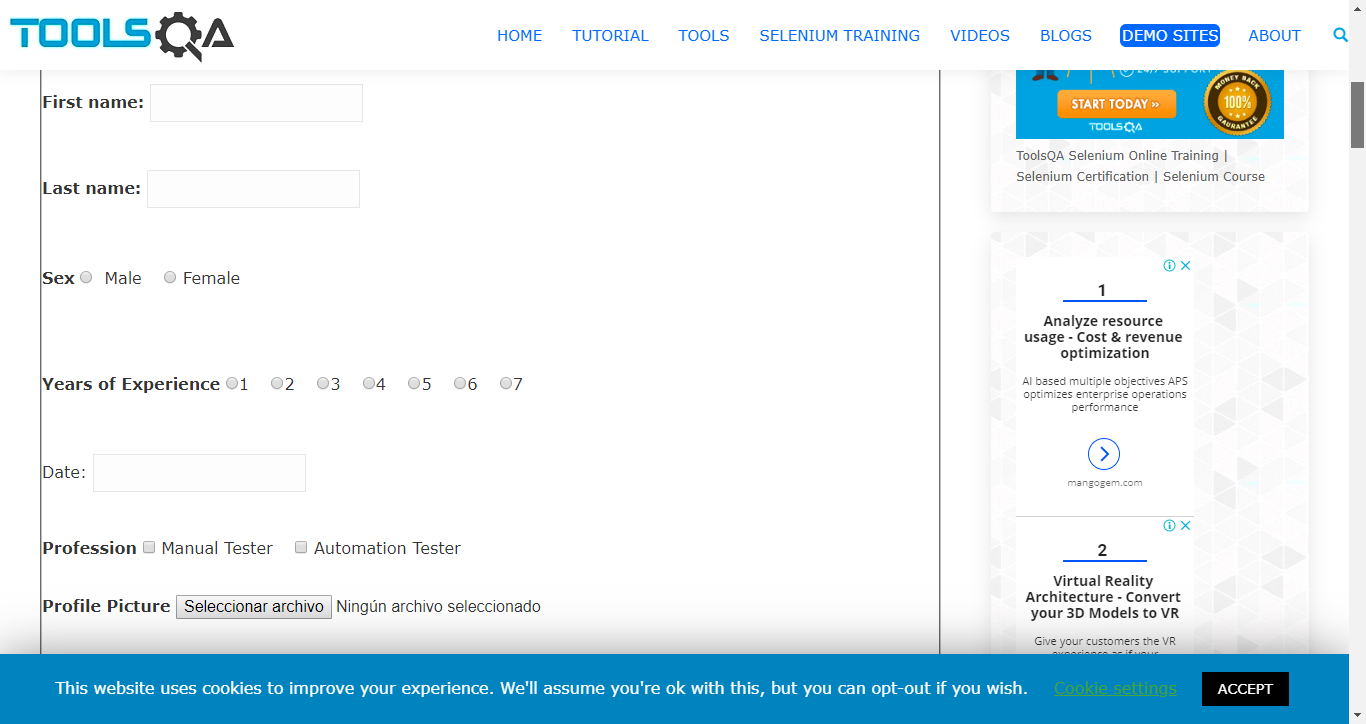 TOOLSQA HOME TUTORIAL TOOLS SELENIUM TRAINING VIDEOS BLOGS DEMO SITES ABOUT
First name:
Last name:
Sex Male Female
Years of Experience 1 2 3 4 5 6 7
Date:
Profession Manual Tester Automation Tester
Profile Picture Seleccionar archivo Ningún archivo seleccionado
24/7 SUPPORT
START TODAY »
TOOLSQA
MONEY BACK
100%
GAURANTEE
ToolsQA Selenium Online Training |
Selenium Certification | Selenium Course
1
Analyze resource
usage - Cost & revenue
optimization
AI based multiple objectives APS
optimizes enterprise operations
performance
mangogem.com
2
Virtual Reality
Architecture - Convert
your 3D Models to VR
Give your customers the VR
experience as if your
This website uses cookies to improve your experience. We'll assume you're ok with this, but you can opt-out if you wish. Cookie settings ACCEPT